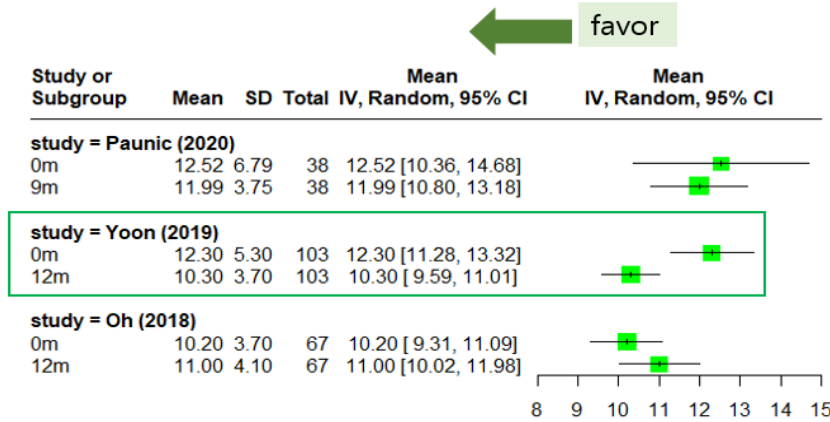 favor
Study or Mean Mean
Subgroup Mean SD Total IV, Random, 95% CI IV, Random, 95% CI
study = Paunic (2020)
0m 12.52 6.79 38 12.52 [10.36, 14.68]
9m 11.99 3.75 38 11.99 [10.80, 13.18]
study = Yoon (2019)
0m 12.30 5.30 103 12.30 [11.28, 13.32]
12m 10.30 3.70 103 10.30 [ 9.59, 11.01]
study = Oh (2018)
0m 10.20 3.70 67 10.20 [ 9.31, 11.09]
12m 11.00 4.10 67 11.00 [10.02, 11.98]
8 9 10 11 12 13 14 15